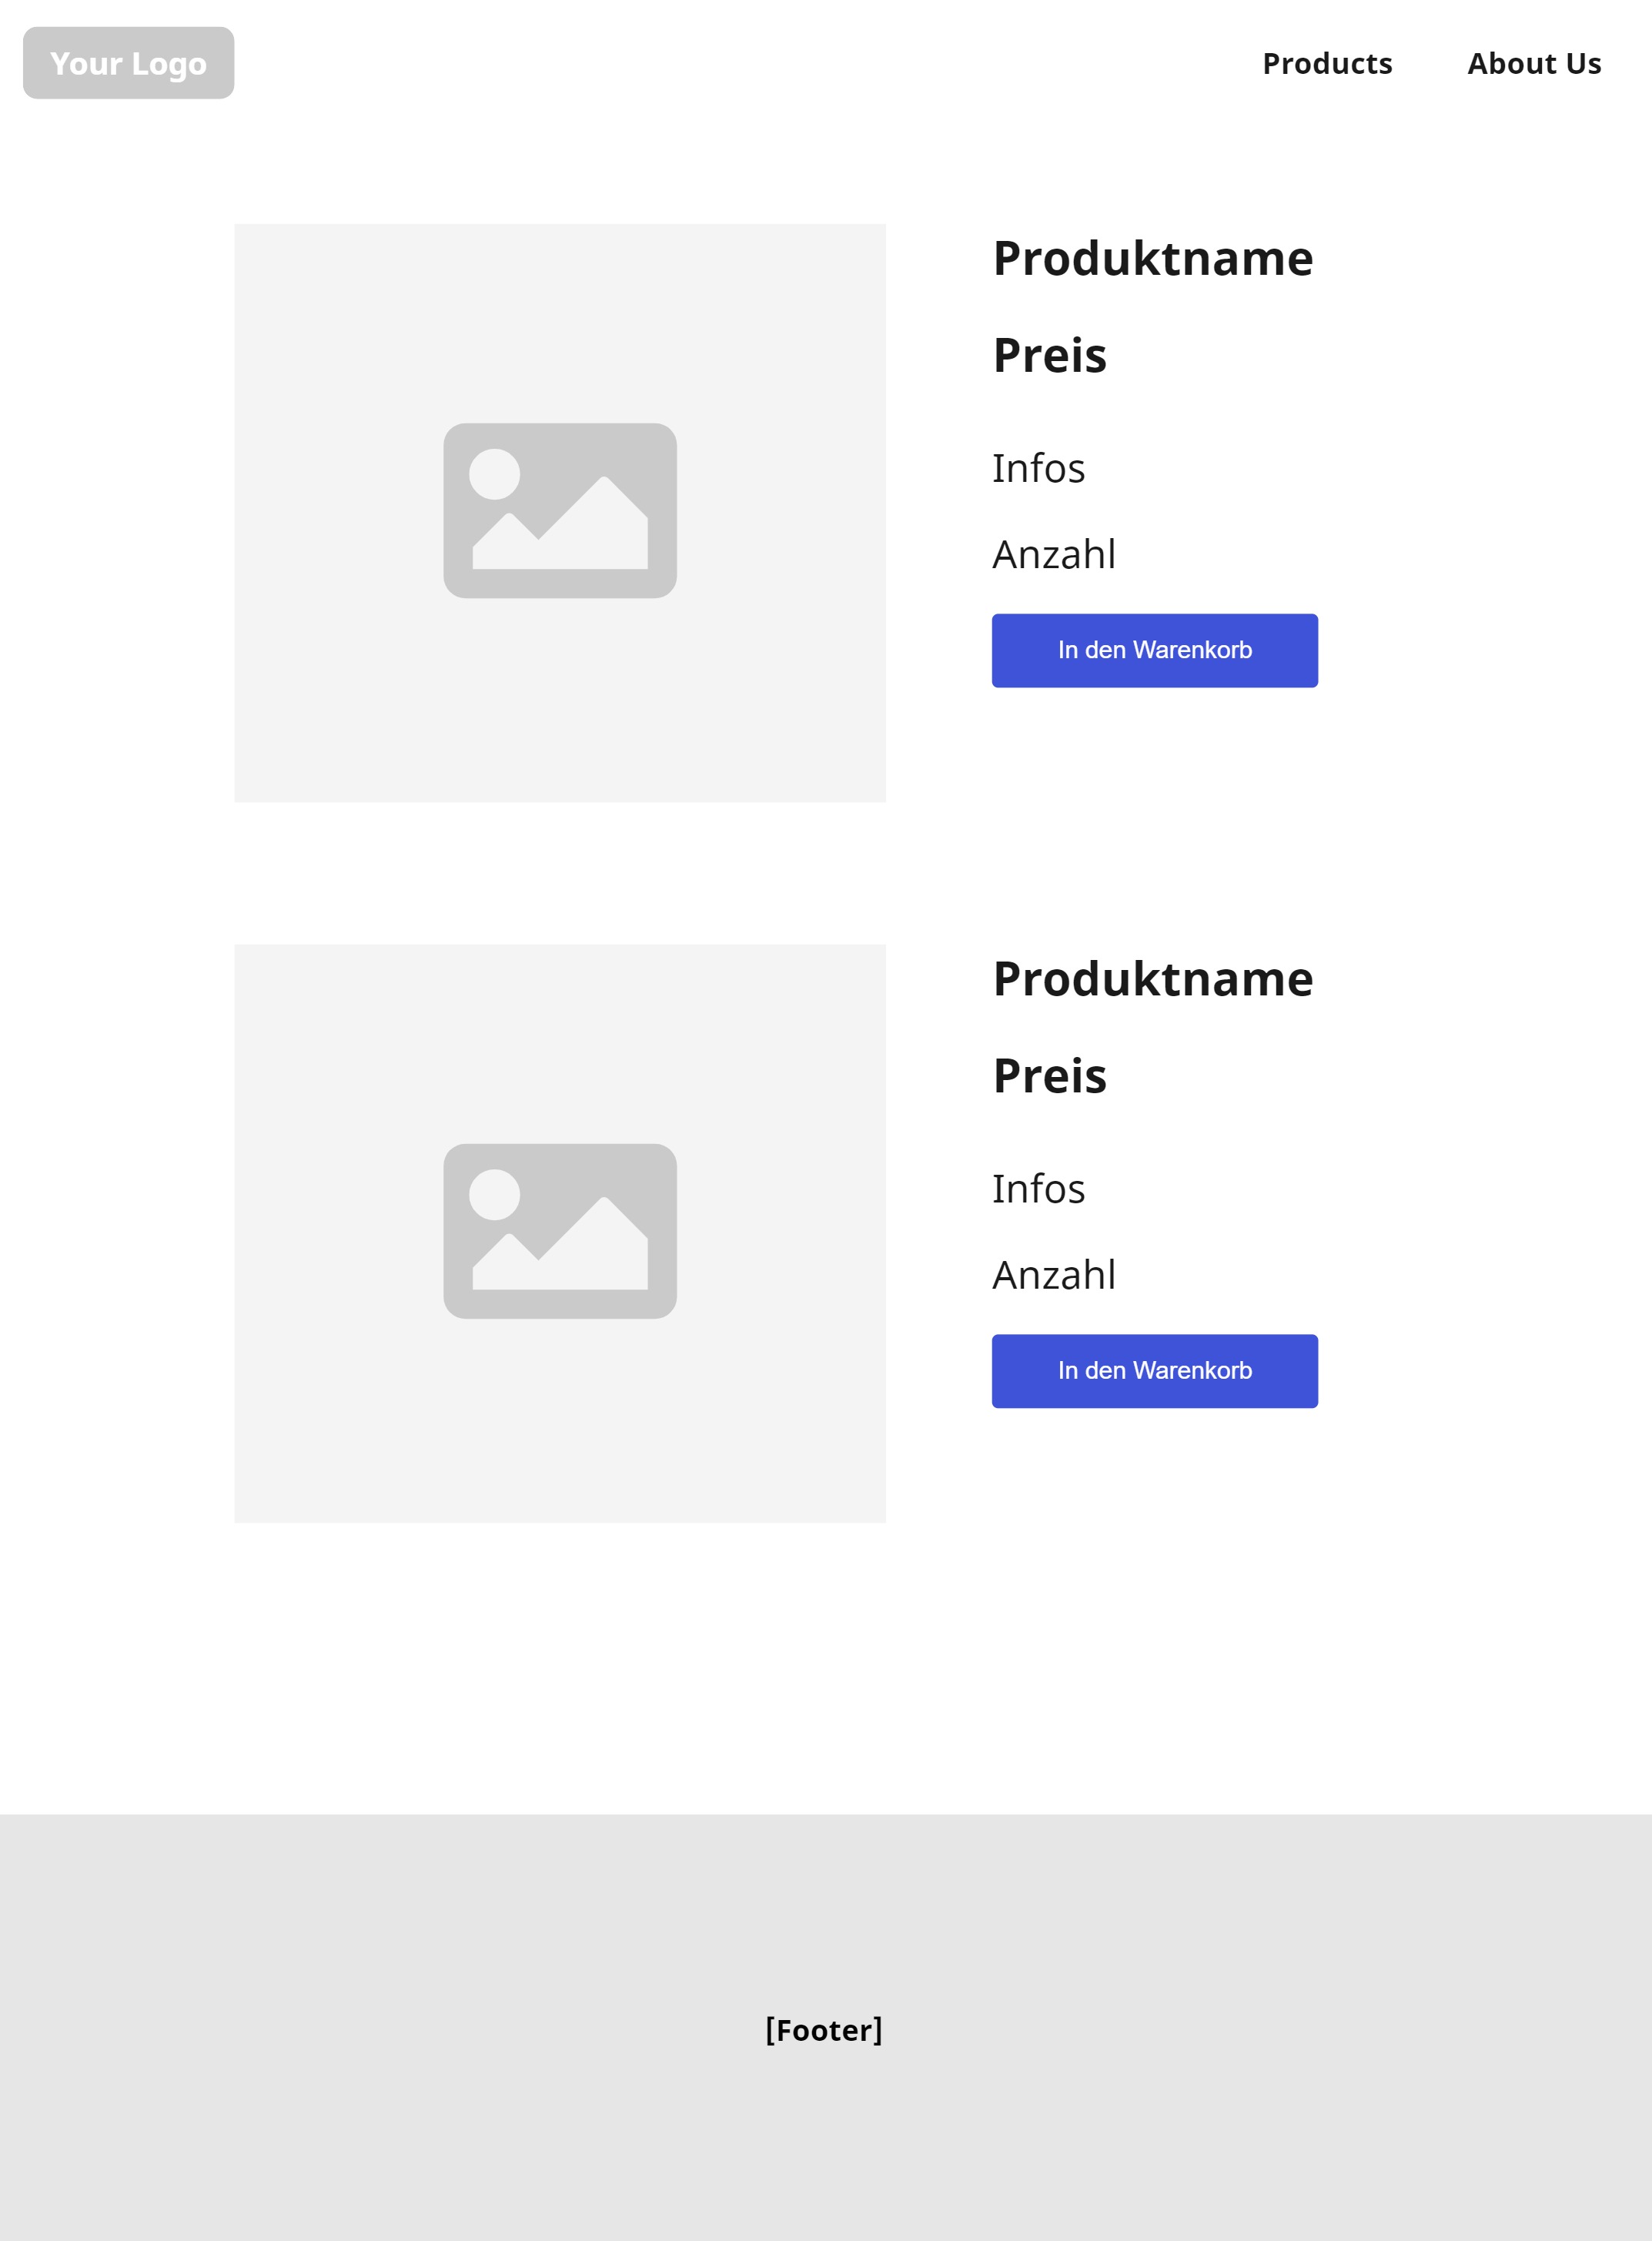 Your Logo
Products
About Us
Produktname
Preis
Infos
Anzahl
In den Warenkorb
Produktname
Preis
Infos
Anzahl
In den Warenkorb
[Footer]